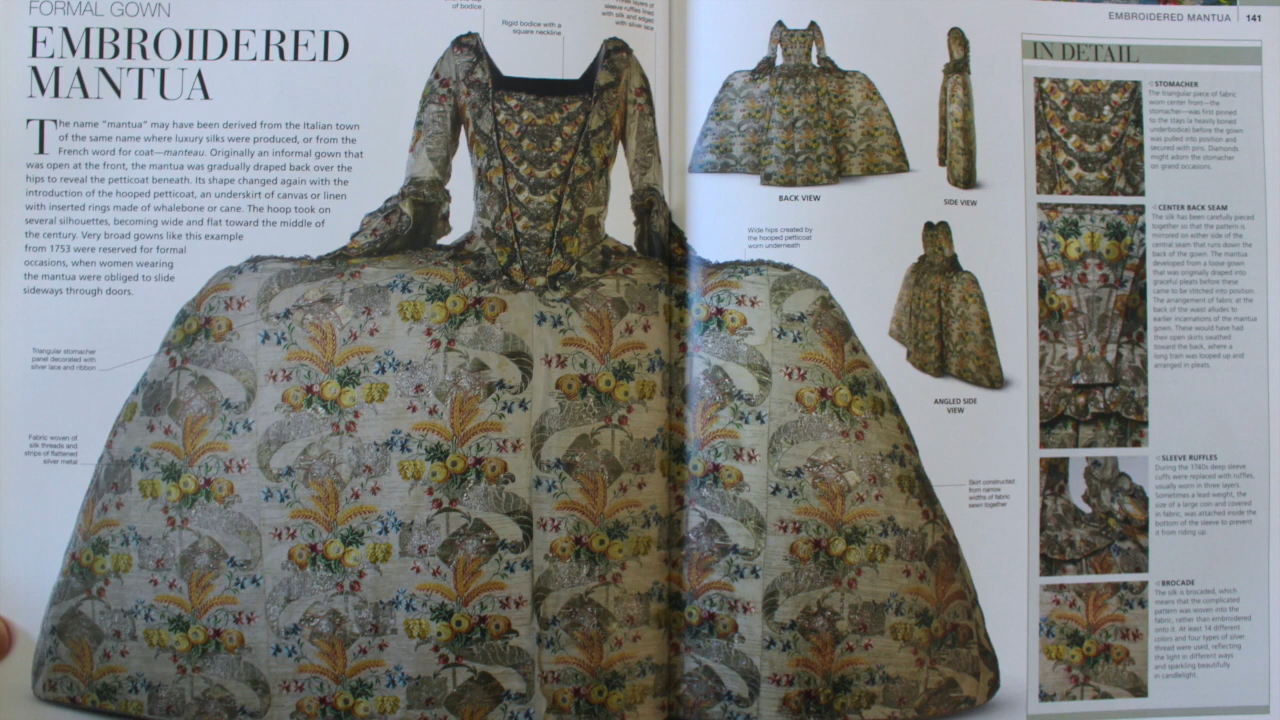 FORMAL GOWN
EMBROIDERED
MANTUA
The name "mantua" may have been derived from the Italian town
of the same name where luxury silks were produced, or from the
French word for coat—manteau. Originally an informal gown that
was open at the front, the mantua was gradually draped back over the
hips to reveal the petticoat beneath. Its shape changed again with the
introduction of the hooped petticoat, an underskirt of canvas or linen
with inserted rings made of whalebone or cane. The hoop took on
several silhouettes, becoming wide and flat toward the middle of
the century. Very broad gowns like this example
from 1753 were reserved for formal
occasions, when women wearing
the mantua were obliged to slide
sideways through doors.
of bodice
Rigid bodice with a
square neckline
sleeve ruffles lined
with silk and edged
with silver lace
Triangular stomacher
panel decorated with
silver lace and ribbon
Fabric woven of
silk threads and
strips of flattened
silver metal
EMBROIDERED MANTUA 141
BACK VIEW
SIDE VIEW
Wide hips created by
the hooped petticoat
worn underneath
ANGLED SIDE
VIEW
Skirt constructed
from narrow
widths of fabric
sewn together
IN DETAIL
STOMACHER
The triangular piece of fabric
worn center front—the
stomacher—was first pinned
to the stays (a heavily boned
underbodice) before the gown
was pulled into position and
secured with pins. Diamonds
might adorn the stomacher
on grand occasions.
CENTER BACK SEAM
The silk has been carefully pieced
together so that the pattern is
mirrored on either side of the
central seam that runs down the
back of the gown. The mantua
developed from a loose gown
that was originally draped into
graceful pleats before these
came to be stitched into position.
The arrangement of fabric at the
back of the waist alludes to
earlier incarnations of the mantua
gown. These would have had
their open skirts swathed
toward the back, where a
long train was looped up and
arranged in pleats.
SLEEVE RUFFLES
During the 1740s deep sleeve
cuffs were replaced with ruffles,
usually worn in three layers.
Sometimes a lead weight, the
size of a large coin and covered
in fabric, was attached inside the
bottom of the sleeve to prevent
it from riding up.
BROCADE
The silk is brocaded, which
means that the complicated
pattern was woven into the
fabric, rather than embroidered
onto it. At least 14 different
colors and four types of silver
thread were used, reflecting
the light in different ways
and sparkling beautifully
in candlelight.